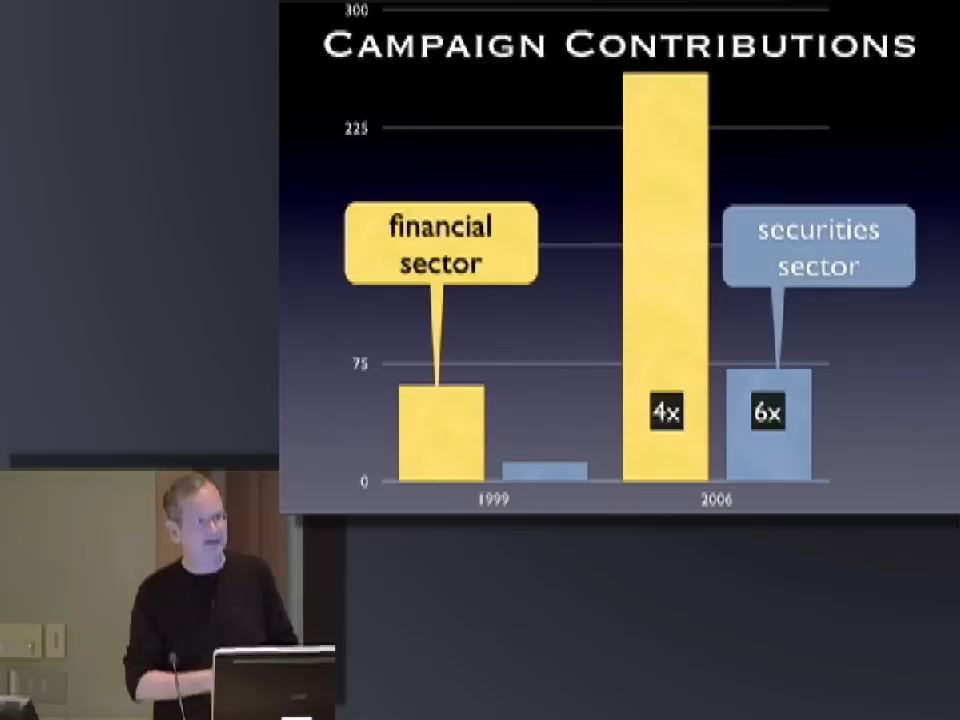 300
CAMPAIGN CONTRIBUTIONS
225
financial
sector
securities
sector
75
4x
6x
0
1999
2006